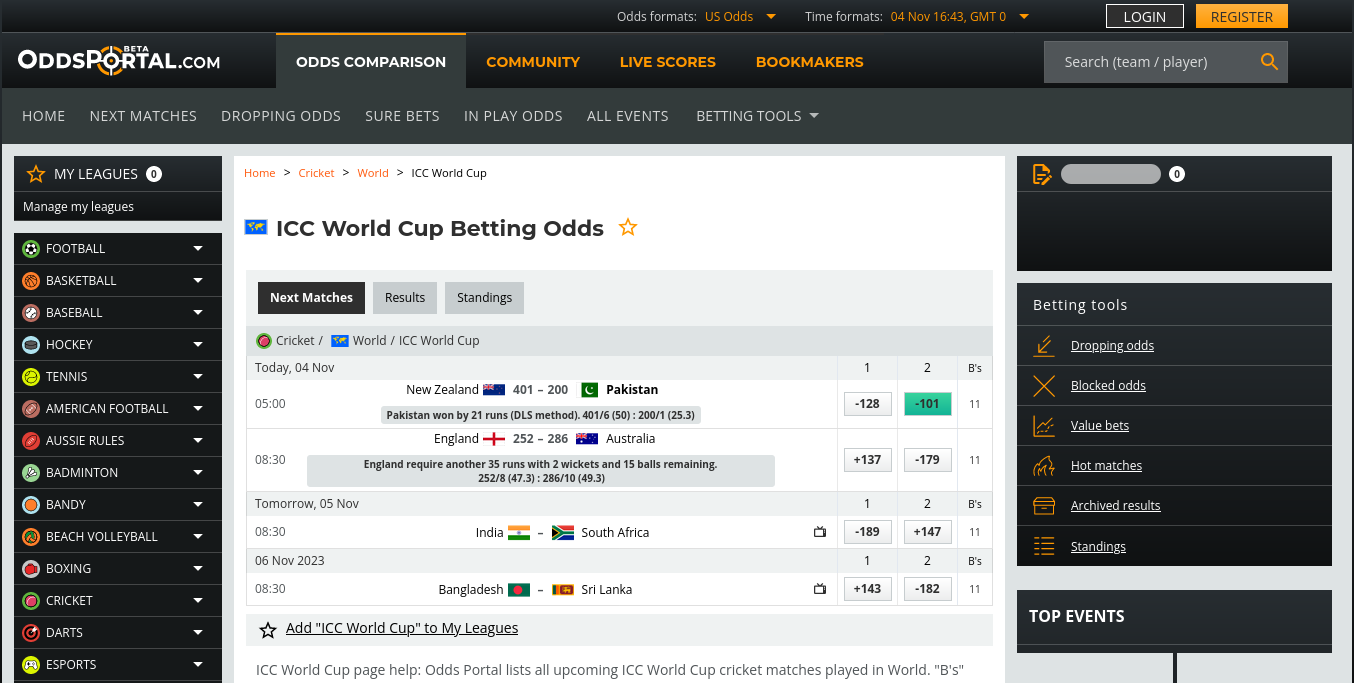 Odds formats: US Odds Time formats: 04 Nov 16:43, GMT 0 LOGIN REGISTER
ODDSPORTAL.COM BETA ODDS COMPARISON COMMUNITY LIVE SCORES BOOKMAKERS Search (team / player)
HOME NEXT MATCHES DROPPING ODDS SURE BETS IN PLAY ODDS ALL EVENTS BETTING TOOLS
MY LEAGUES 0
Manage my leagues
FOOTBALL
BASKETBALL
BASEBALL
HOCKEY
TENNIS
AMERICAN FOOTBALL
AUSSIE RULES
BADMINTON
BANDY
BEACH VOLLEYBALL
BOXING
CRICKET
DARTS
ESPORTS
Home > Cricket > World > ICC World Cup
ICC World Cup Betting Odds
Next Matches Results Standings
Cricket / World / ICC World Cup
Today, 04 Nov 1 2 B's
05:00 New Zealand 401 – 200 Pakistan -128 -101 11
Pakistan won by 21 runs (DLS method). 401/6 (50) : 200/1 (25.3)
08:30 England 252 – 286 Australia +137 -179 11
England require another 35 runs with 2 wickets and 15 balls remaining.
252/8 (47.3) : 286/10 (49.3)
Tomorrow, 05 Nov 1 2 B's
08:30 India – South Africa -189 +147 11
06 Nov 2023 1 2 B's
08:30 Bangladesh – Sri Lanka +143 -182 11
Add "ICC World Cup" to My Leagues
ICC World Cup page help: Odds Portal lists all upcoming ICC World Cup cricket matches played in World. "B's"
0
Betting tools
Dropping odds
Blocked odds
Value bets
Hot matches
Archived results
Standings
TOP EVENTS